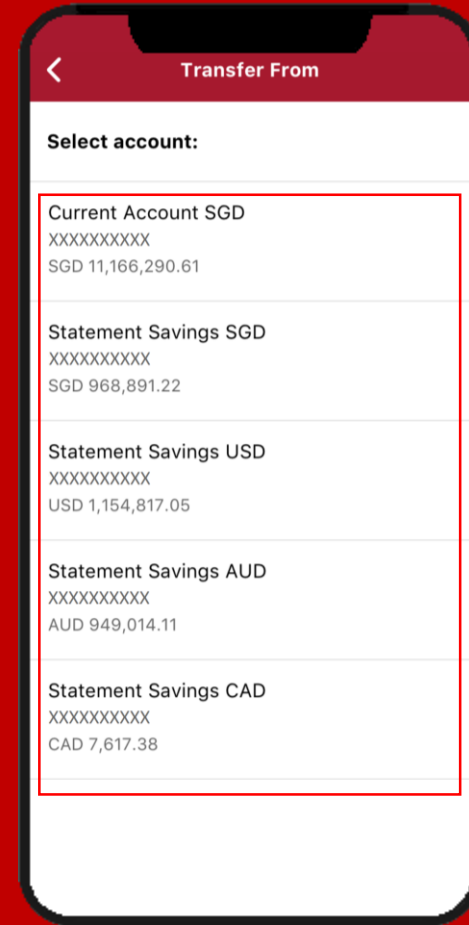 Transfer From
Select account:
Current Account SGD
XXXXXXXXXX
SGD 11,166,290.61
Statement Savings SGD
XXXXXXXXXX
SGD 968,891.22
Statement Savings USD
XXXXXXXXXX
USD 1,154,817.05
Statement Savings AUD
XXXXXXXXXX
AUD 949,014.11
Statement Savings CAD
XXXXXXXXXX
CAD 7,617.38